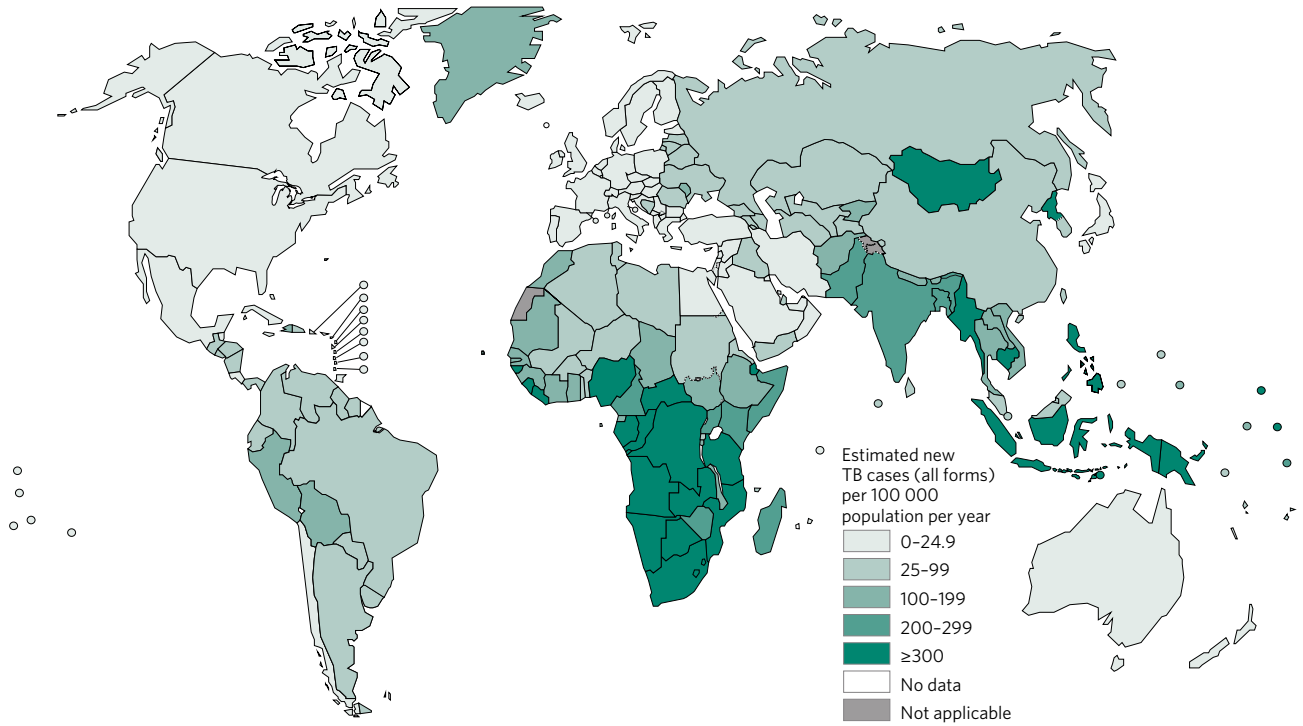 Estimated new
TB cases (all forms)
per 100 000
population per year
0–24.9
25–99
100–199
200–299
≥300
No data
Not applicable